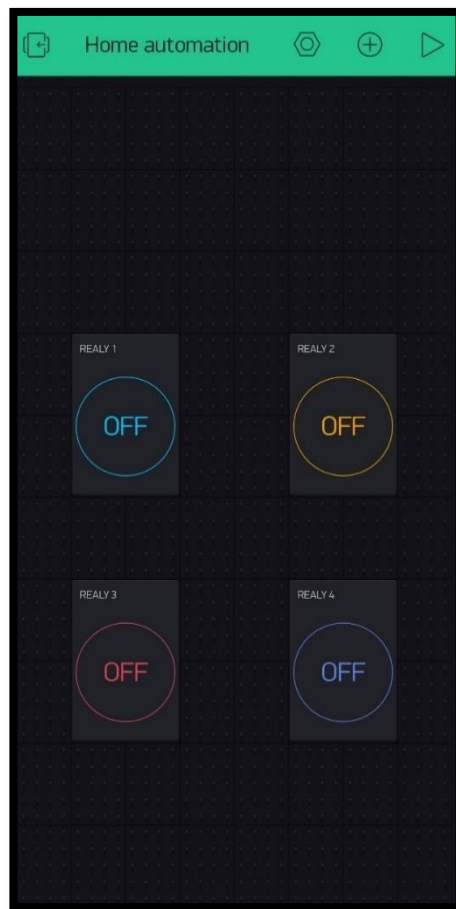 Home automation
REALY 1
REALY 2
OFF
OFF
REALY 3
REALY 4
OFF
OFF